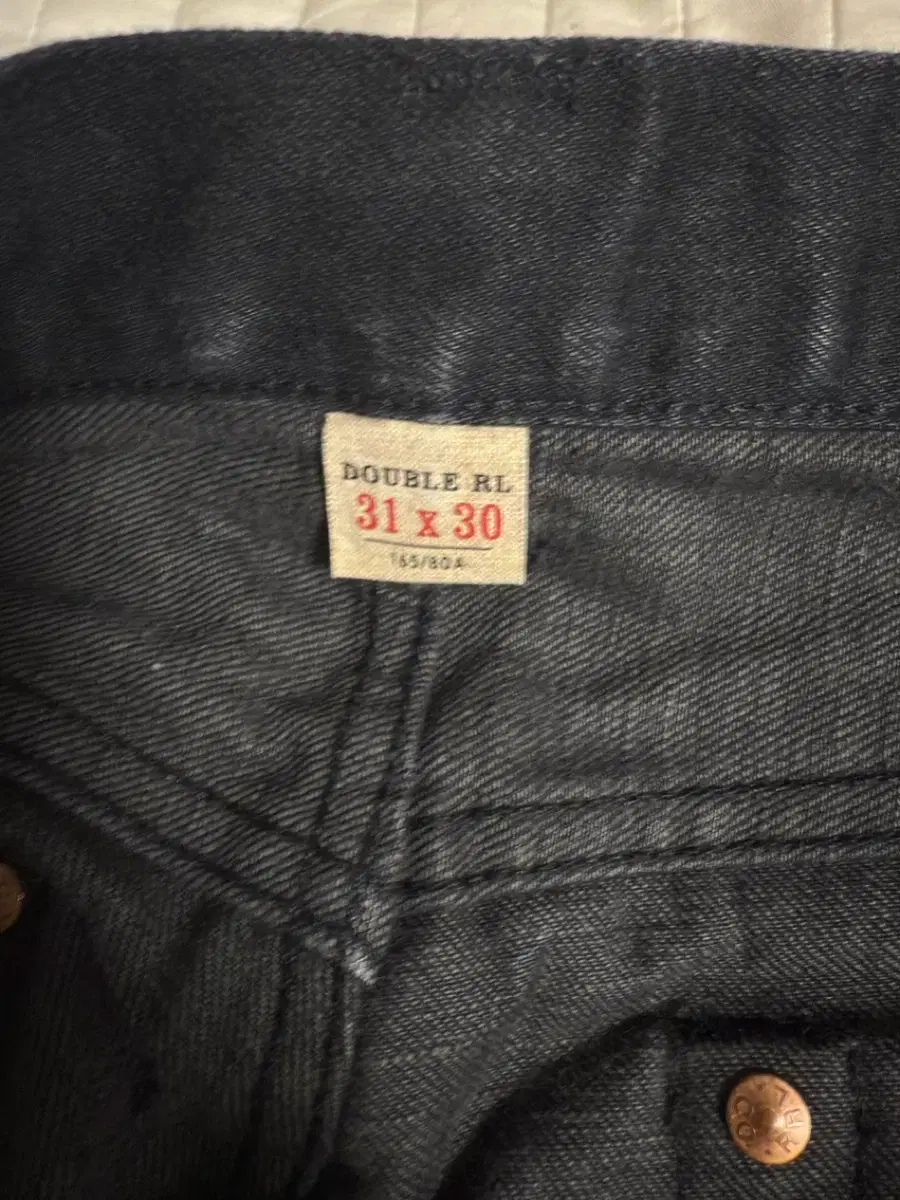 DOUBLE RL
31 x 30
165/80A